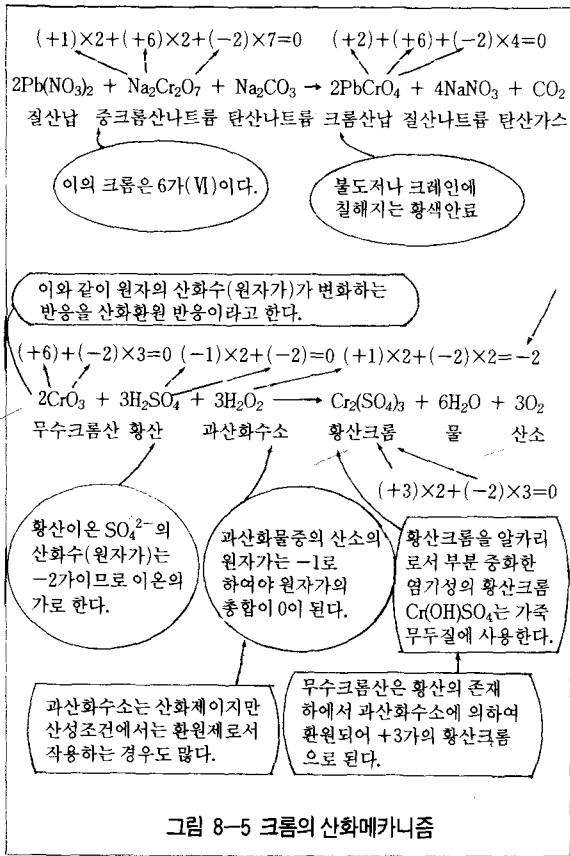 (+1)×2+(+6)×2+(−2)×7=0
(+2)+(+6)+(−2)×4=0
2Pb(NO₃)₂ + Na₂Cr₂O₇ + Na₂CO₃ → 2PbCrO₄ + 4NaNO₃ + CO₂
질산납 중크롬산나트륨 탄산나트륨 크롬산납 질산나트륨 탄산가스
이의 크롬은 6가(Ⅵ)이다.
불도저나 크레인에
칠해지는 황색안료
이와 같이 원자의 산화수(원자가)가 변화하는
반응을 산화환원 반응이라고 한다.
(+6)+(−2)×3=0 (−1)×2+(−2)=0 (+1)×2+(−2)×2=−2
2CrO₃ + 3H₂SO₄ + 3H₂O₂ → Cr₂(SO₄)₃ + 6H₂O + 3O₂
무수크롬산 황산 과산화수소 황산크롬 물 산소
(+3)×2+(−2)×3=0
황산이온 SO₄²⁻의
산화수(원자가)는
−2가이므로 이온의
가로 한다.
과산화물중의 산소의
원자가는 −1로
하여야 원자가의
총합이 0이 된다.
황산크롬을 알카리
로서 부분 중화한
염기성의 황산크롬
Cr(OH)SO₄는 가죽
무두질에 사용한다.
과산화수소는 산화제이지만
산성조건에서는 환원제로서
작용하는 경우도 많다.
무수크롬산은 황산의 존재
하에서 과산화수소에 의하여
환원되어 +3가의 황산크롬
으로 된다.
그림 8—5 크롬의 산화메카니즘